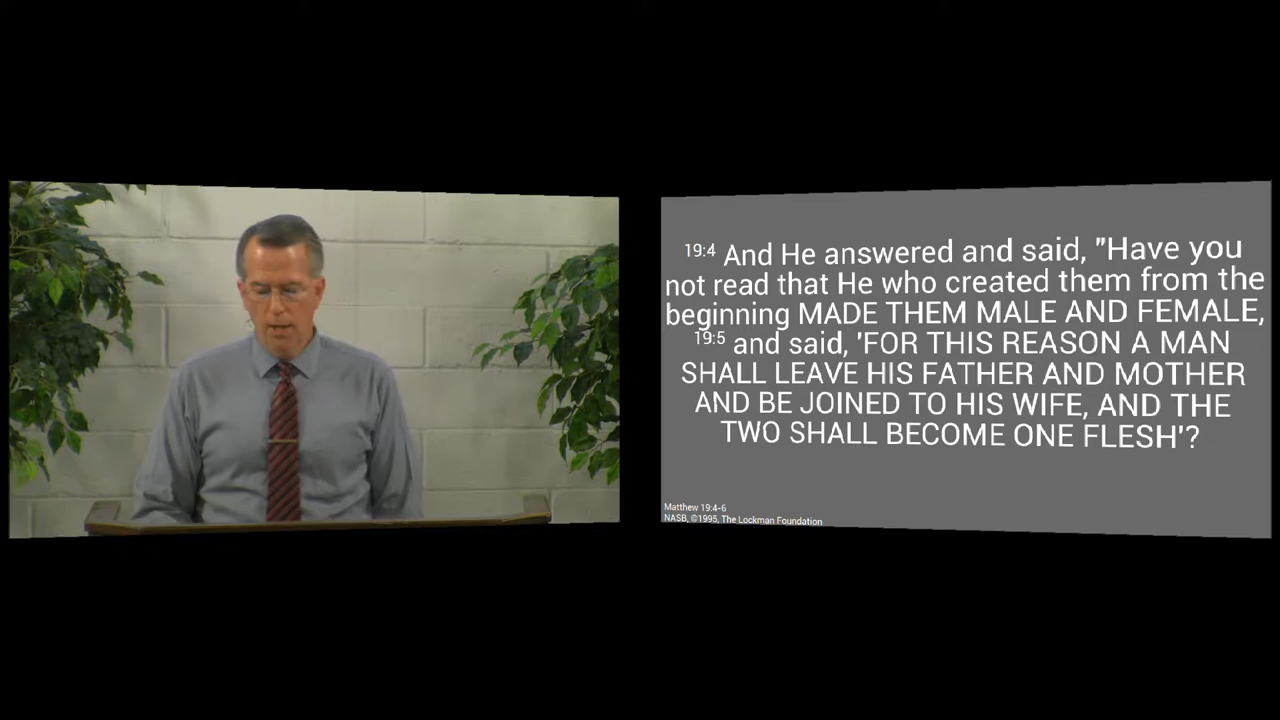 19:4 And He answered and said, "Have you
not read that He who created them from the
beginning MADE THEM MALE AND FEMALE,
19:5 and said, 'FOR THIS REASON A MAN
SHALL LEAVE HIS FATHER AND MOTHER
AND BE JOINED TO HIS WIFE, AND THE
TWO SHALL BECOME ONE FLESH'?
Matthew 19:4-6
NASB, ©1995, The Lockman Foundation